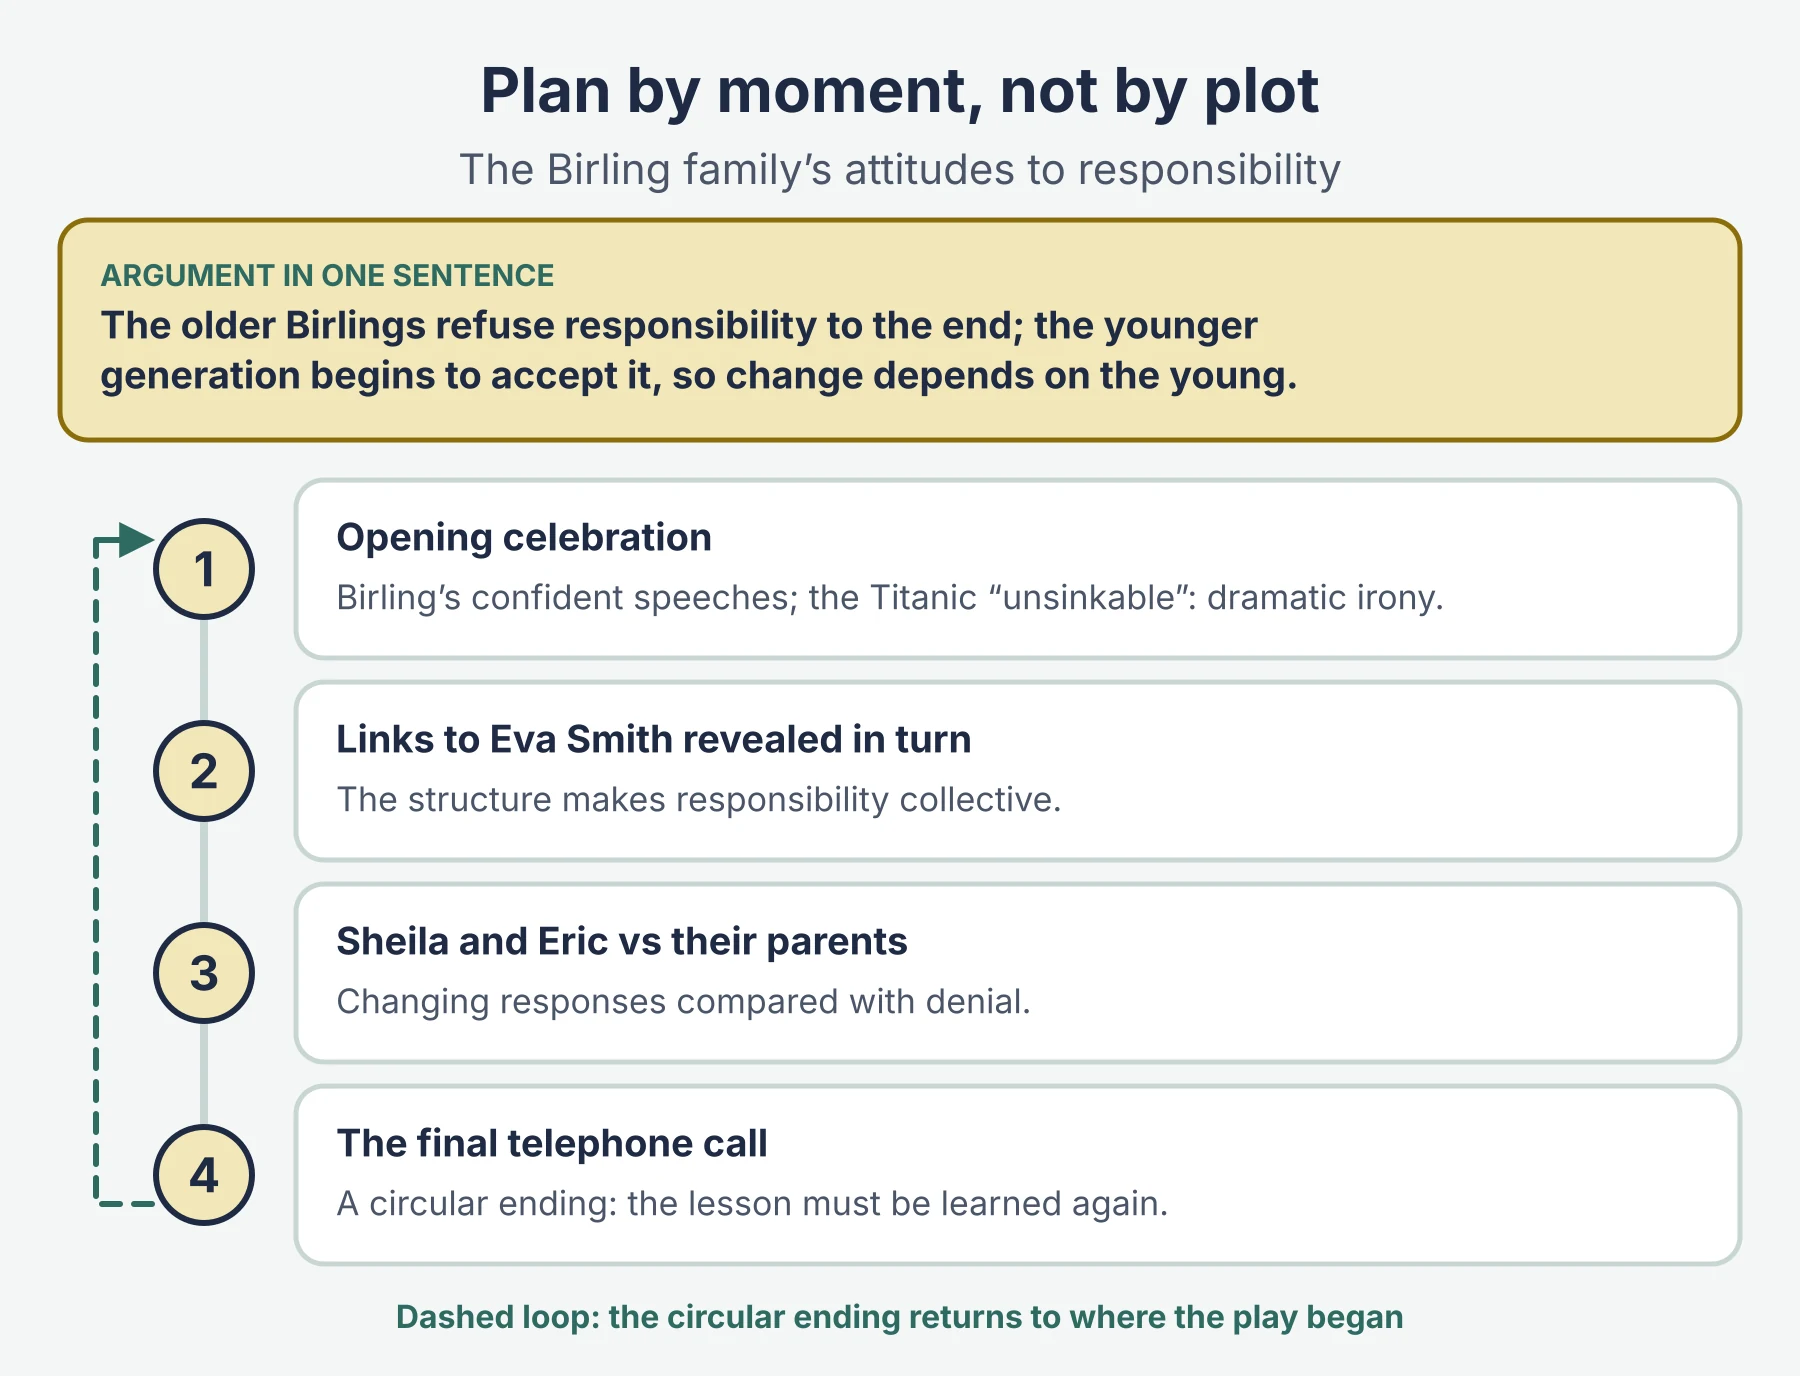 Plan by moment, not by plot
The Birling family’s attitudes to responsibility
ARGUMENT IN ONE SENTENCE
The older Birlings refuse responsibility to the end; the younger
generation begins to accept it, so change depends on the young.
1
Opening celebration
Birling’s confident speeches; the Titanic “unsinkable”: dramatic irony.
2
Links to Eva Smith revealed in turn
The structure makes responsibility collective.
3
Sheila and Eric vs their parents
Changing responses compared with denial.
4
The final telephone call
A circular ending: the lesson must be learned again.
Dashed loop: the circular ending returns to where the play began